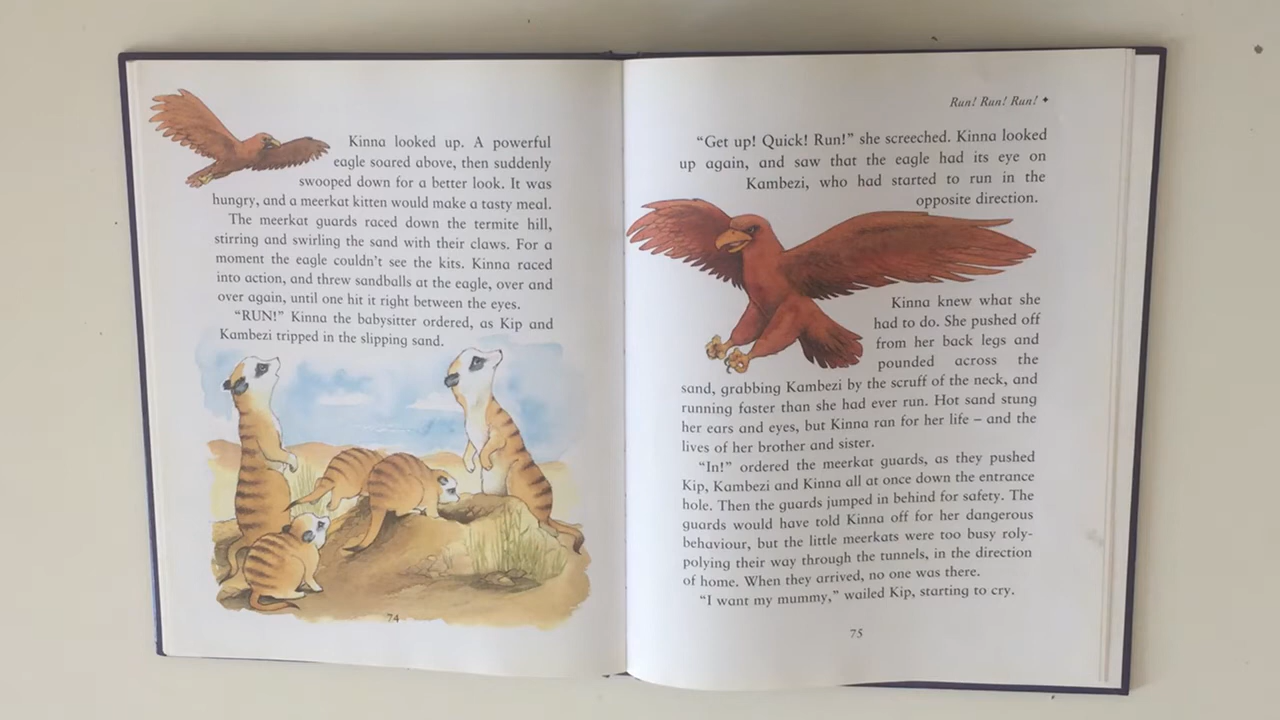 Kinna looked up. A powerful
eagle soared above, then suddenly
swooped down for a better look. It was
hungry, and a meerkat kitten would make a tasty meal.
The meerkat guards raced down the termite hill,
stirring and swirling the sand with their claws. For a
moment the eagle couldn’t see the kits. Kinna raced
into action, and threw sandballs at the eagle, over and
over again, until one hit it right between the eyes.
“RUN!” Kinna the babysitter ordered, as Kip and
Kambezi tripped in the slipping sand.
74
Run! Run! Run! ✦
“Get up! Quick! Run!” she screeched. Kinna looked
up again, and saw that the eagle had its eye on
Kambezi, who had started to run in the
opposite direction.
Kinna knew what she
had to do. She pushed off
from her back legs and
pounded across the
sand, grabbing Kambezi by the scruff of the neck, and
running faster than she had ever run. Hot sand stung
her ears and eyes, but Kinna ran for her life – and the
lives of her brother and sister.
“In!” ordered the meerkat guards, as they pushed
Kip, Kambezi and Kinna all at once down the entrance
hole. Then the guards jumped in behind for safety. The
guards would have told Kinna off for her dangerous
behaviour, but the little meerkats were too busy roly-
polying their way through the tunnels, in the direction
of home. When they arrived, no one was there.
“I want my mummy,” wailed Kip, starting to cry.
75